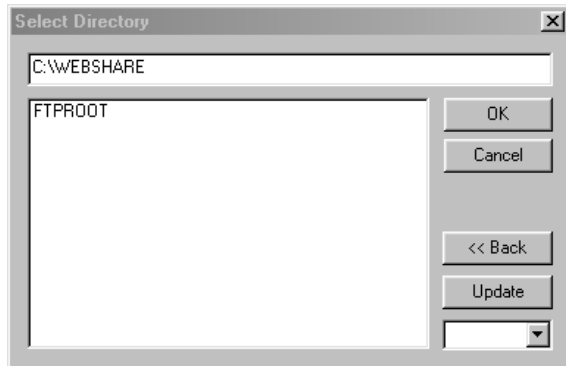 Select Directory
C:\WEBSHARE
FTPROOT
OK
Cancel
<< Back
Update